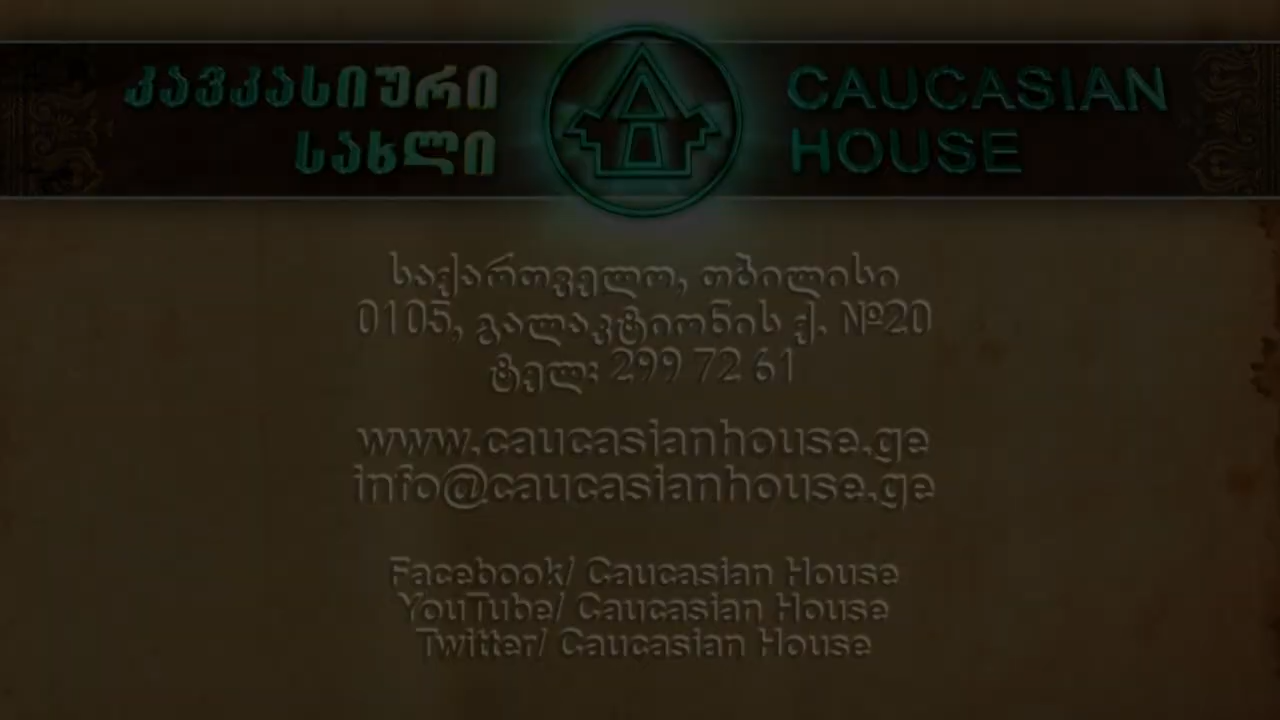 კავკასიური
სახლი
CAUCASIAN
HOUSE
საქართველო, თბილისი
0105, გალაკტიონის ქ. №20
ტელ: 299 72 61
www.caucasianhouse.ge
info@caucasianhouse.ge
Facebook/ Caucasian House
YouTube/ Caucasian House
Twitter/ Caucasian House